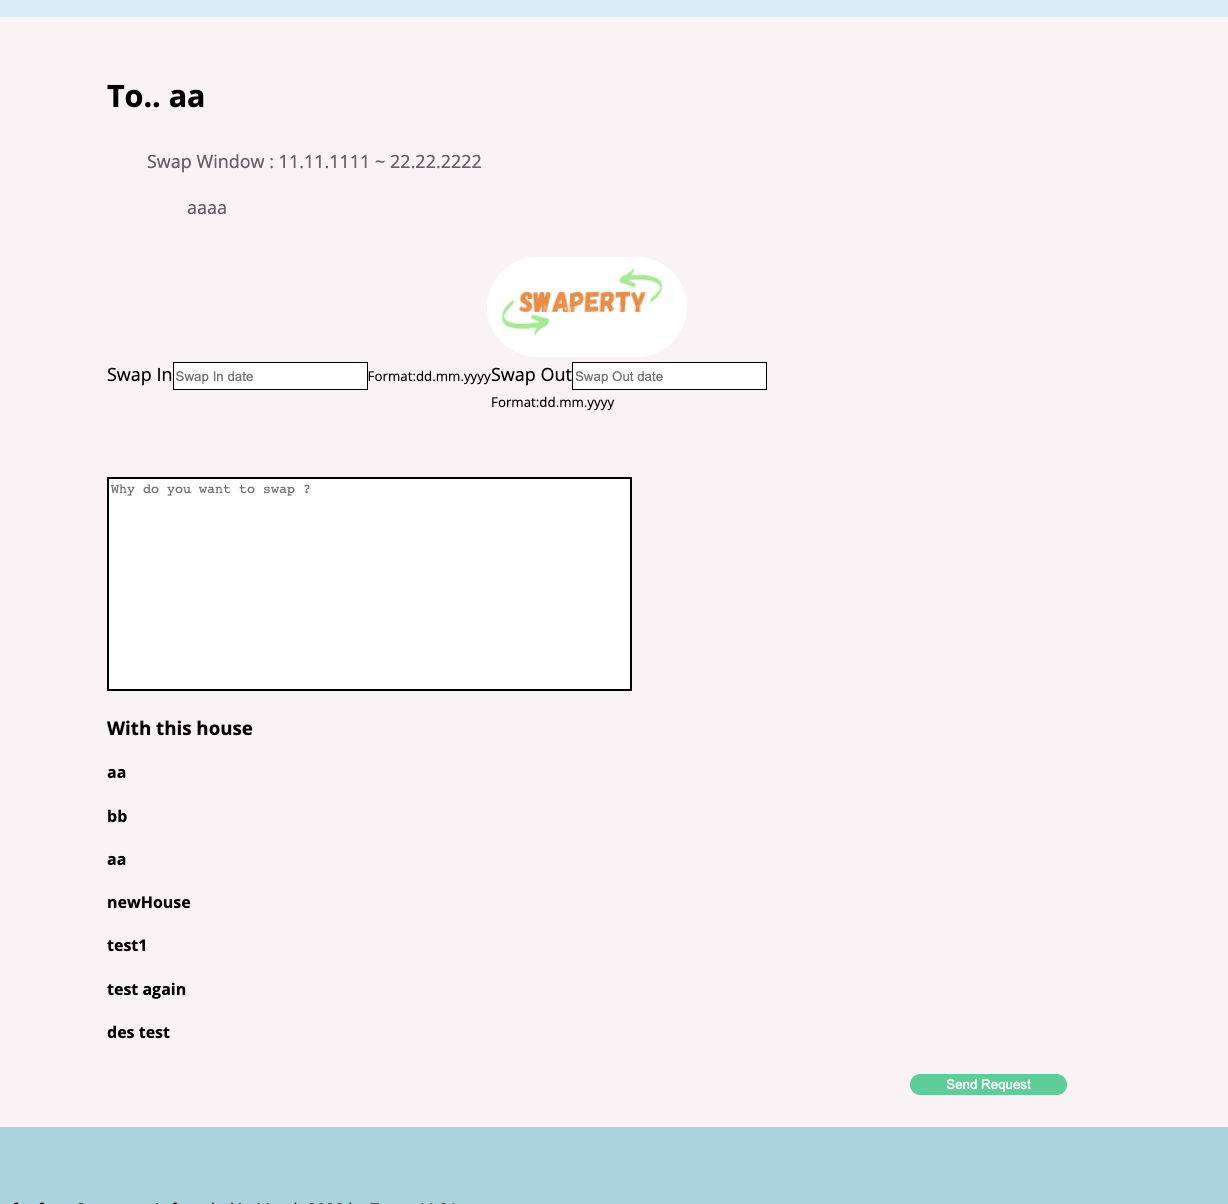 To.. aa
Swap Window : 11.11.1111 ~ 22.22.2222
aaaa
SWAPERTY
Swap In Swap In date Format:dd.mm.yyyy Swap Out Swap Out date
Format:dd.mm.yyyy
Why do you want to swap ?
With this house
aa
bb
aa
newHouse
test1
test again
des test
Send Request